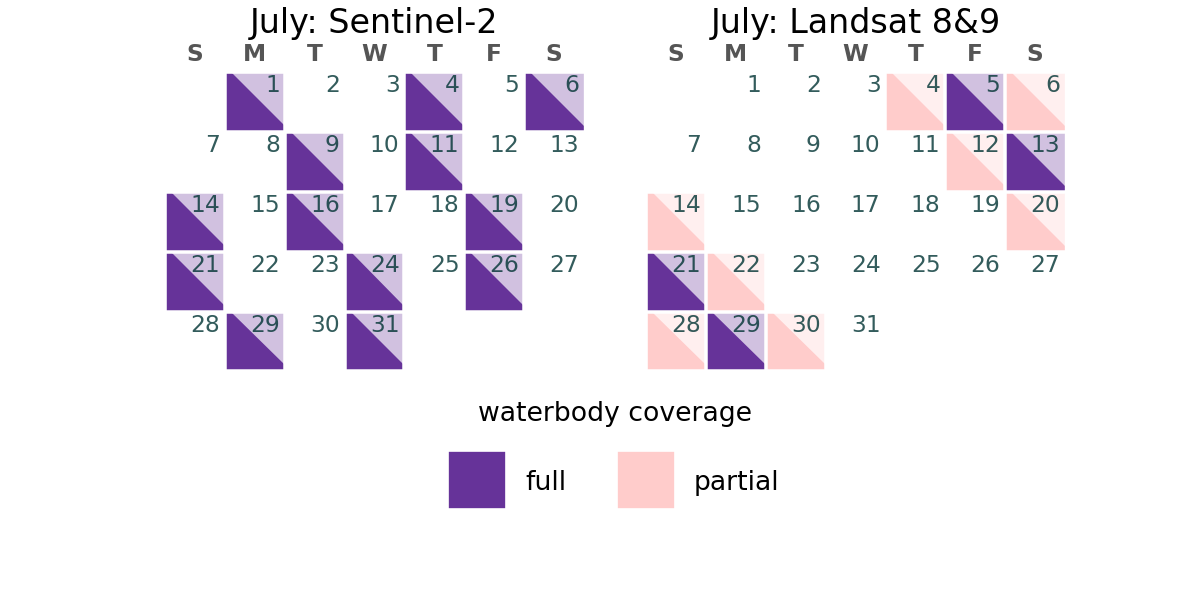 July: Sentinel-2
S M T W T F S
1 2 3 4 5 6
7 8 9 10 11 12 13
14 15 16 17 18 19 20
21 22 23 24 25 26 27
28 29 30 31
July: Landsat 8&9
S M T W T F S
1 2 3 4 5 6
7 8 9 10 11 12 13
14 15 16 17 18 19 20
21 22 23 24 25 26 27
28 29 30 31
waterbody coverage
full partial